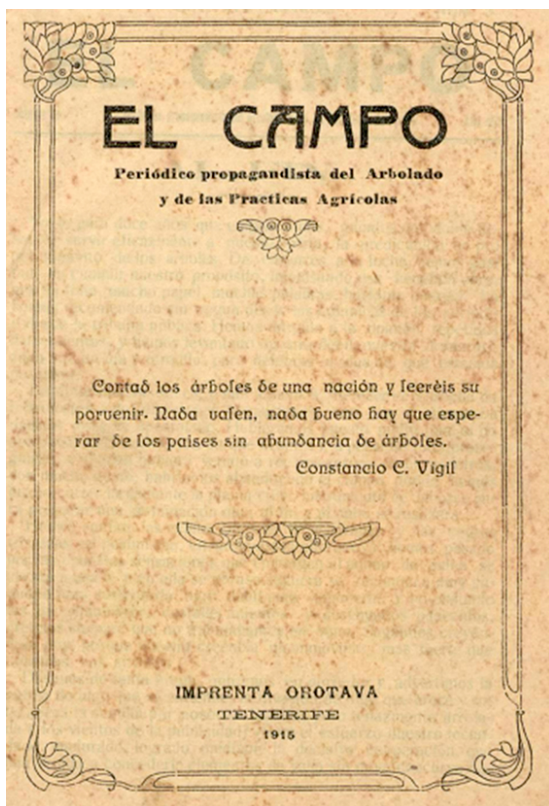 EL CAMPO
Periódico propagandista del Arbolado
y de las Practicas Agrícolas
Contad los árboles de una nación y leeréis su
porvenir. Nada valen, nada bueno hay que espe-
rar de los paises sin abundancia de árboles.
Constancio C. Vigil
IMPRENTA OROTAVA
TENERIFE
1915